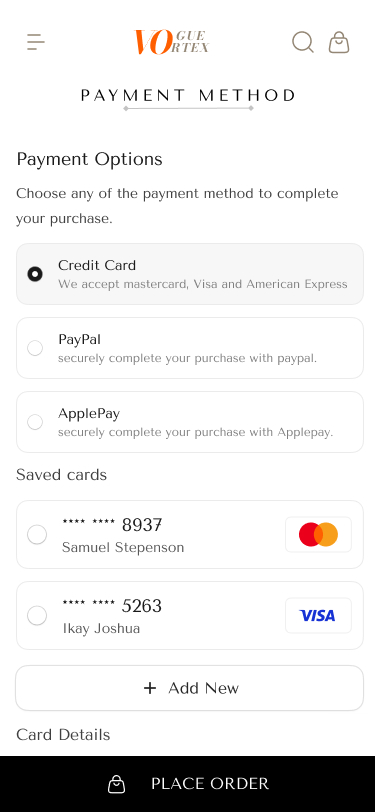 VOGUE
VORTEX
PAYMENT METHOD
Payment Options
Choose any of the payment method to complete
your purchase.
Credit Card
We accept mastercard, Visa and American Express
PayPal
securely complete your purchase with paypal.
ApplePay
securely complete your purchase with Applepay.
Saved cards
**** **** 8937
Samuel Stepenson
**** **** 5263
VISA
Ikay Joshua
+ Add New
Card Details
PLACE ORDER